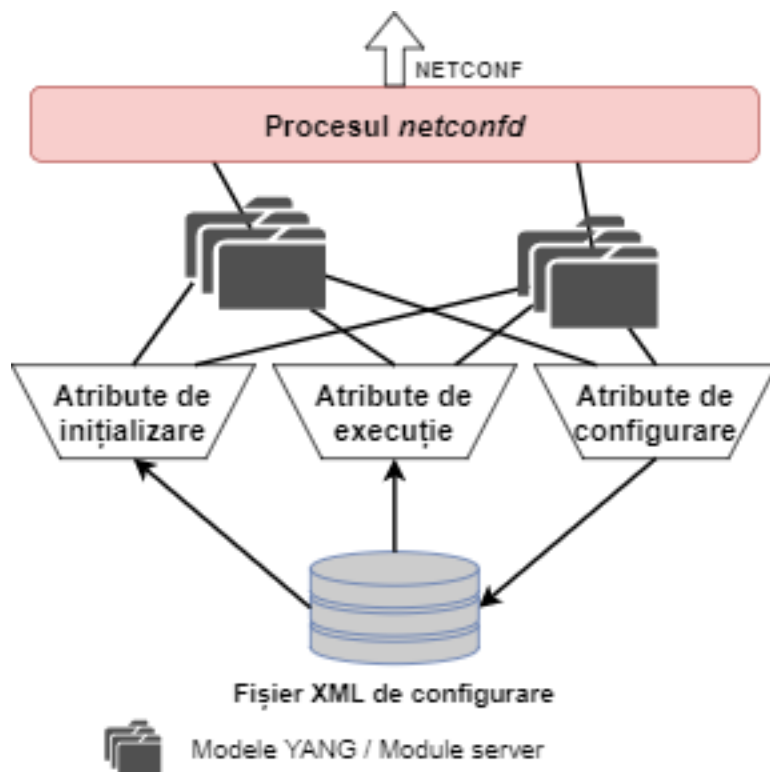 NETCONF
Procesul netconfd
Atribute de
inițializare
Atribute de
execuție
Atribute de
configurare
Fișier XML de configurare
Modele YANG / Module server